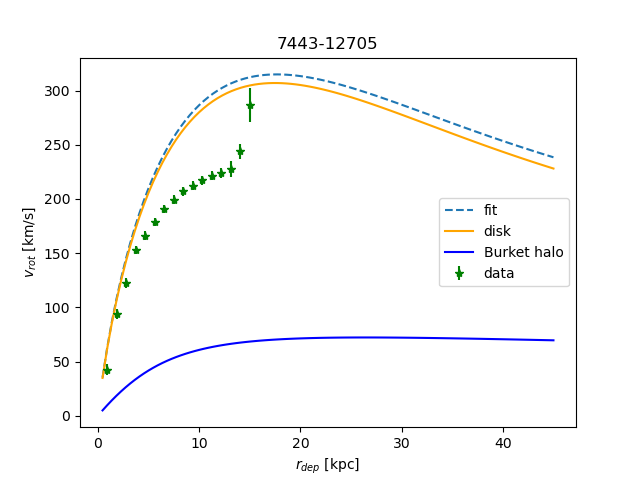 7443-12705
300
250
200
150
100
50
0
v_rot [km/s]
fit
disk
Burket halo
data
0 10 20 30 40
r_dep [kpc]